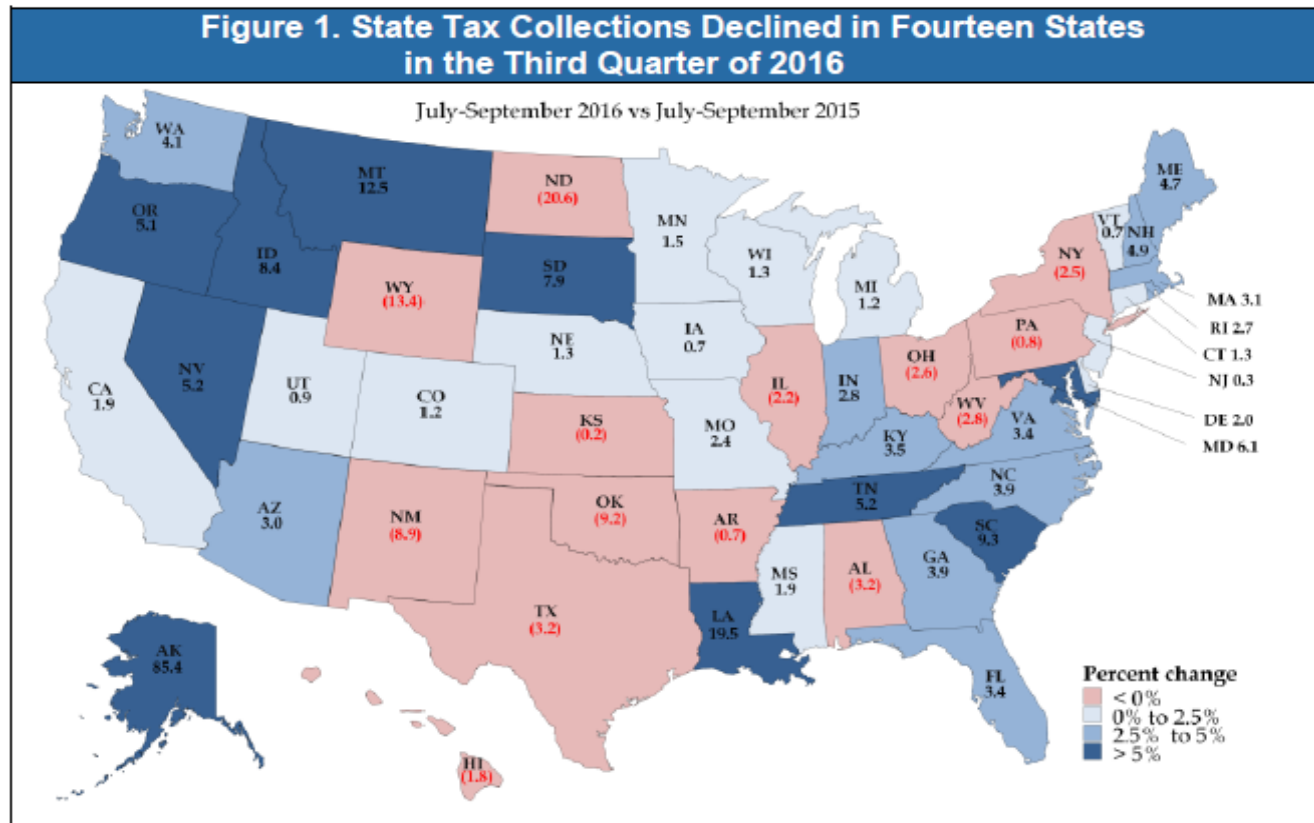 Figure 1. State Tax Collections Declined in Fourteen States
in the Third Quarter of 2016
July-September 2016 vs July-September 2015
WA
4.1
MT
12.5
ND
(20.6)
MN
1.5
ME
4.7
VT
0.7
NH
4.9
OR
5.1
ID
8.4
WY
(13.4)
SD
7.9
WI
1.3
MI
1.2
NY
(2.5)
MA 3.1
RI 2.7
CT 1.3
NJ 0.3
DE 2.0
MD 6.1
CA
1.9
NV
5.2
UT
0.9
CO
1.2
NE
1.3
IA
0.7
IL
(2.2)
IN
2.8
OH
(2.6)
PA
(0.8)
WV
(2.8)
VA
3.4
KS
(0.2)
MO
2.4
KY
3.5
NC
3.9
TN
5.2
SC
9.3
AZ
3.0
NM
(8.9)
OK
(9.2)
AR
(0.7)
MS
1.9
AL
(3.2)
GA
3.9
TX
(3.2)
LA
19.5
FL
3.4
AK
85.4
HI
(1.8)
Percent change
< 0%
0% to 2.5%
2.5% to 5%
> 5%